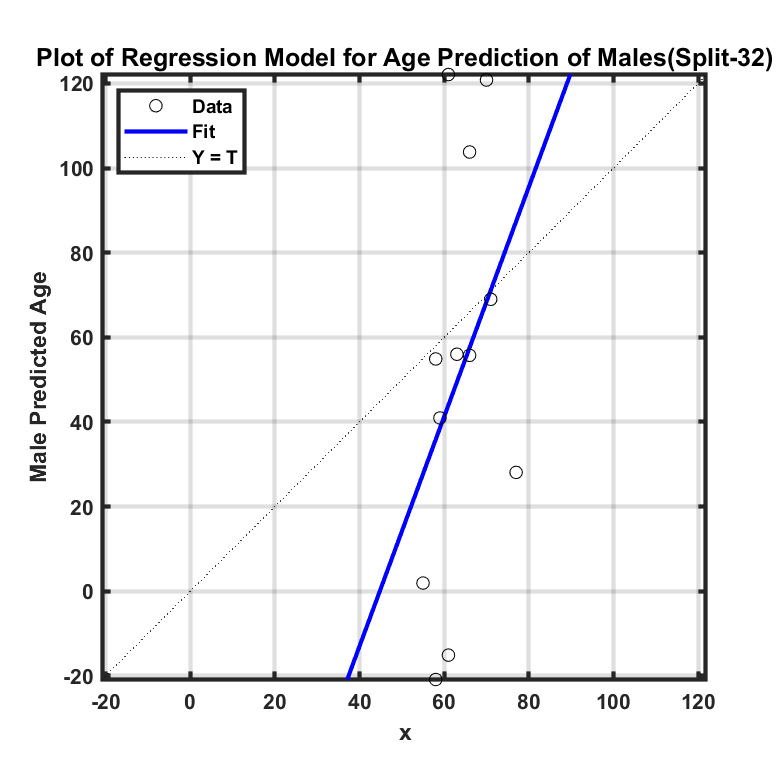 Plot of Regression Model for Age Prediction of Males(Split-32)
120
100
80
60
40
20
0
-20
Data
Fit
Y = T
Male Predicted Age
-20 0 20 40 60 80 100 120
x